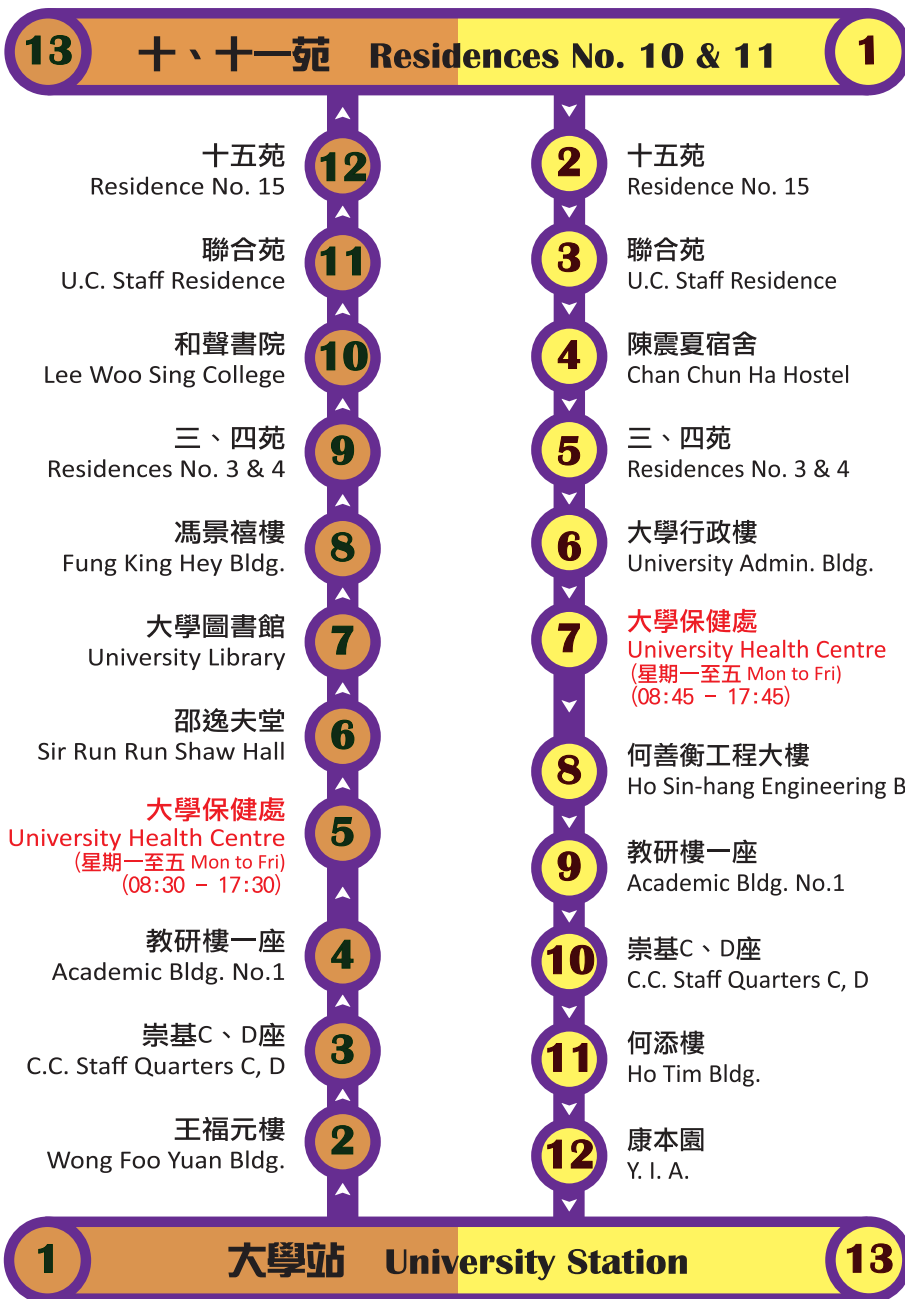 13 十、十一苑 Residences No. 10 & 11 1
十五苑
Residence No. 15
12
聯合苑
U.C. Staff Residence
11
和聲書院
Lee Woo Sing College
10
三、四苑
Residences No. 3 & 4
9
馮景禧樓
Fung King Hey Bldg.
8
大學圖書館
University Library
7
邵逸夫堂
Sir Run Run Shaw Hall
6
大學保健處
University Health Centre
(星期一至五 Mon to Fri)
(08:30 – 17:30)
5
教研樓一座
Academic Bldg. No.1
4
崇基C、D座
C.C. Staff Quarters C, D
3
王福元樓
Wong Foo Yuan Bldg.
2
2
十五苑
Residence No. 15
3
聯合苑
U.C. Staff Residence
4
陳震夏宿舍
Chan Chun Ha Hostel
5
三、四苑
Residences No. 3 & 4
6
大學行政樓
University Admin. Bldg.
7
大學保健處
University Health Centre
(星期一至五 Mon to Fri)
(08:45 – 17:45)
8
何善衡工程大樓
Ho Sin-hang Engineering B
9
教研樓一座
Academic Bldg. No.1
10
崇基C、D座
C.C. Staff Quarters C, D
11
何添樓
Ho Tim Bldg.
12
康本園
Y. I. A.
1 大學站 University Station 13